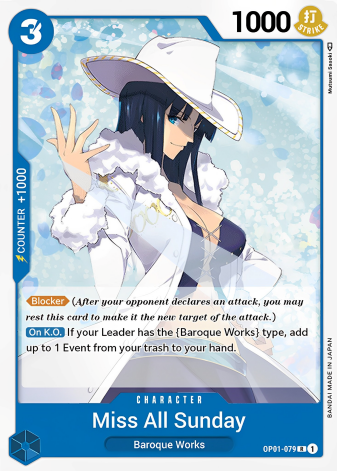 3
1000
打
STRIKE
Mutsumi Sasaki
COUNTER +1000
Blocker (After your opponent declares an attack, you may
rest this card to make it the new target of the attack.)
On K.O. If your Leader has the {Baroque Works} type, add
up to 1 Event from your trash to your hand.
BANDAI MADE IN JAPAN
CHARACTER
Miss All Sunday
Baroque Works
OP01-079 R 1